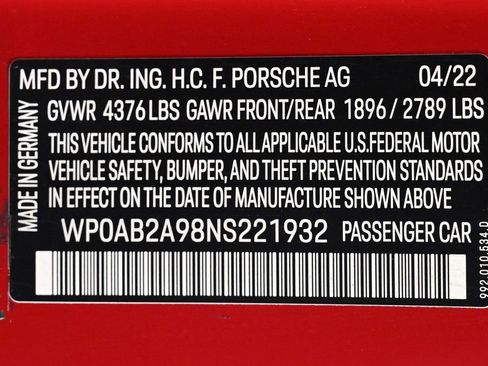 MFD BY DR. ING. H.C. F. PORSCHE AG 04/22
GVWR 4376LBS GAWR FRONT/REAR 1896/2789 LBS
THIS VEHICLE CONFORMS TO ALL APPLICABLE U.S.FEDERAL MOTOR
VEHICLE SAFETY, BUMPER, AND THEFT PREVENTION STANDARDS
IN EFFECT ON THE DATE OF MANUFACTURE SHOWN ABOVE
WP0AB2A98NS221932 PASSENGER CAR
MADE IN GERMANY
992.010.534.D